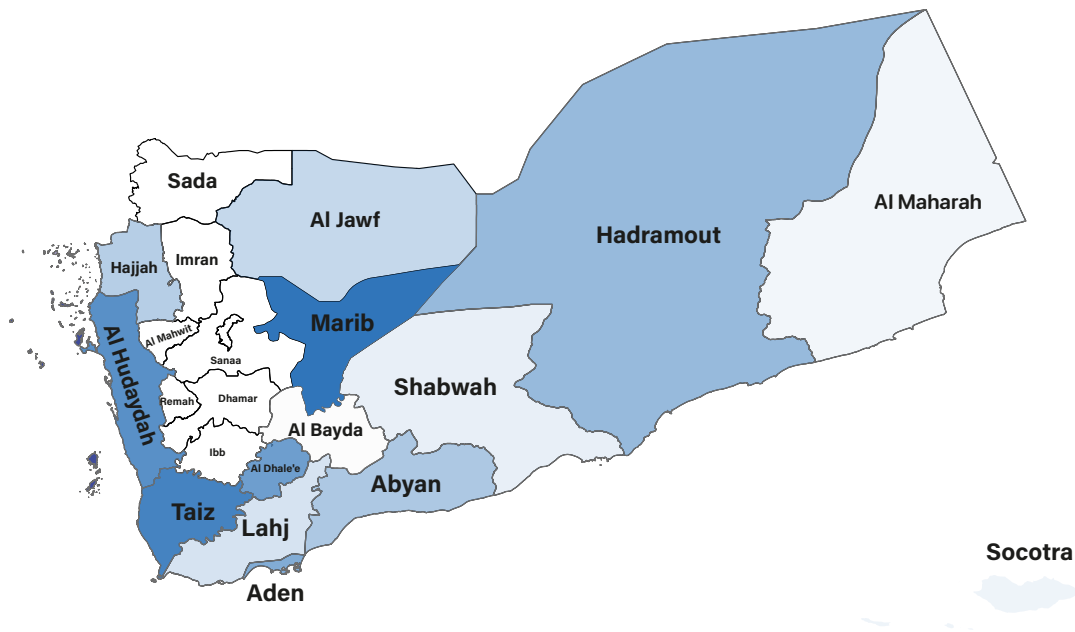 Sada
Al Jawf
Al Maharah
Hadramout
Imran
Hajjah
Marib
Al Mahwit
Al Hudaydah
Sanaa
Shabwah
Remah
Dhamar
Al Bayda
Ibb
Al Dhale'e
Abyan
Taiz
Lahj
Socotra
Aden